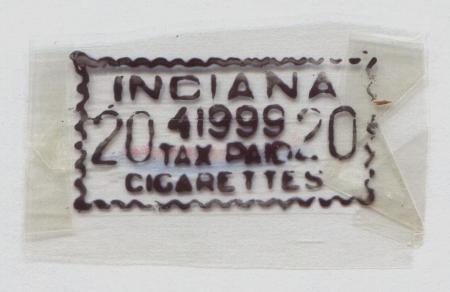 INDIANA
20 41999 20
TAX PAID
CIGARETTES